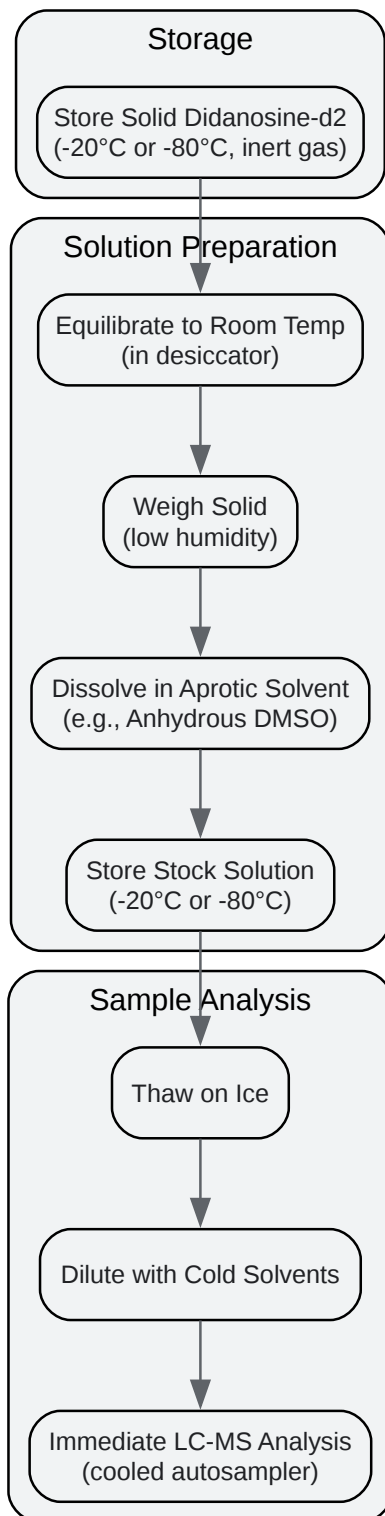 Storage
Store Solid Didanosine-d2
(-20°C or -80°C, inert gas)
Solution Preparation
Equilibrate to Room Temp
(in desiccator)
Weigh Solid
(low humidity)
Dissolve in Aprotic Solvent
(e.g., Anhydrous DMSO)
Store Stock Solution
(-20°C or -80°C)
Sample Analysis
Thaw on Ice
Dilute with Cold Solvents
Immediate LC-MS Analysis
(cooled autosampler)